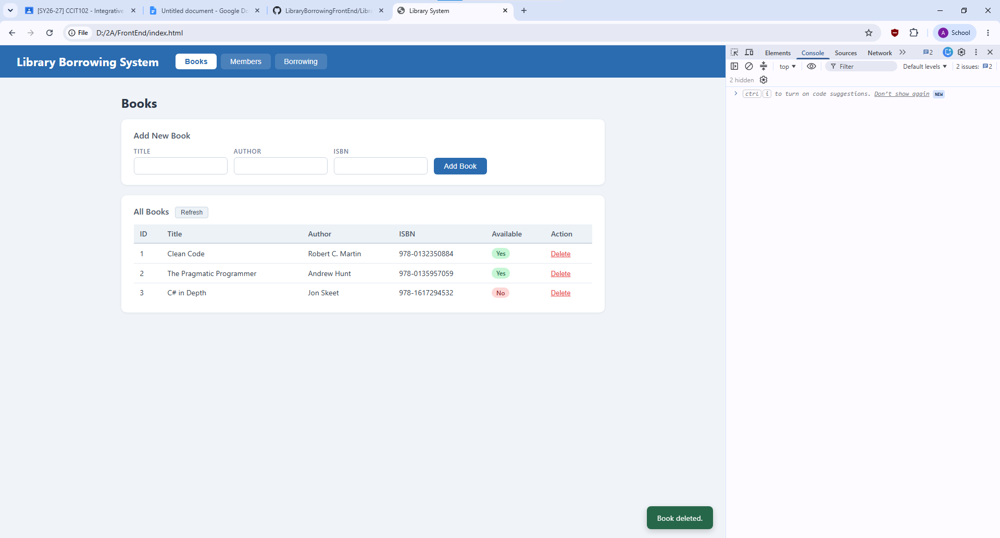 [SY26-27] CCIT102 - Integrative
Untitled document - Google Do
LibraryBorrowingFrontEnd/Libra
Library System
File D:/2A/FrontEnd/index.html
A School
Library Borrowing System Books Members Borrowing
Elements Console Sources Network 2
top Filter Default levels 2 issues: 2
2 hidden
ctrl i to turn on code suggestions. Don't show again NEW
Books
Add New Book
TITLE AUTHOR ISBN
Add Book
All Books Refresh
ID Title Author ISBN Available Action
1 Clean Code Robert C. Martin 978-0132350884 Yes Delete
2 The Pragmatic Programmer Andrew Hunt 978-0135957059 Yes Delete
3 C# in Depth Jon Skeet 978-1617294532 No Delete
Book deleted.